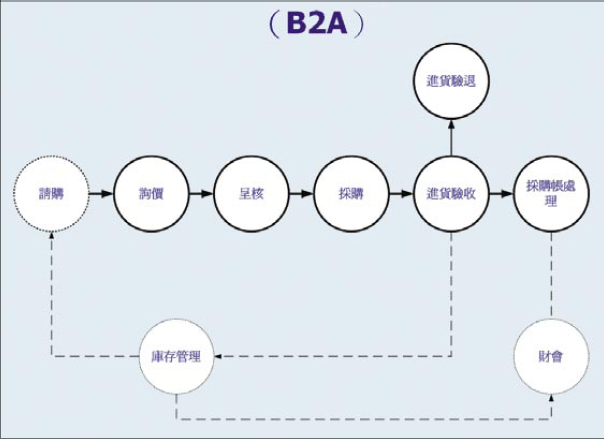 （B2A）
進貨驗退
請購
詢價
呈核
採購
進貨驗收
採購帳處
理
庫存管理
財會